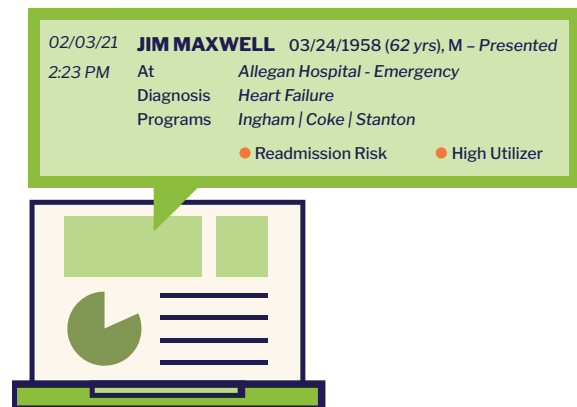 02/03/21 JIM MAXWELL 03/24/1958 (62 yrs), M – Presented
2:23 PM At Allegan Hospital - Emergency
Diagnosis Heart Failure
Programs Ingham | Coke | Stanton
Readmission Risk High Utilizer